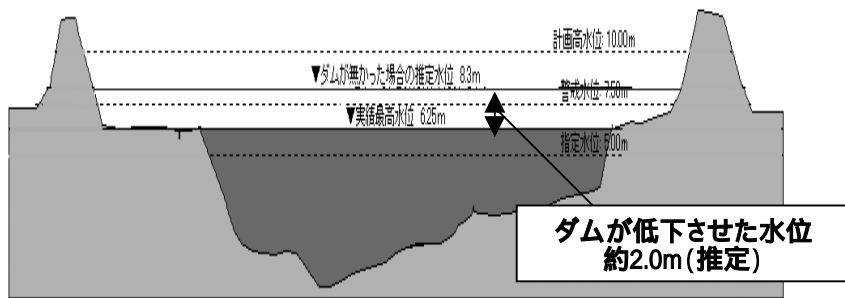 計画高水位: 10.00m
▼ダムが無かった場合の推定水位 8.3m
警戒水位: 7.50m
▼実績最高水位 6.25m
指定水位: 5.00m
ダムが低下させた水位
約2.0m(推定)